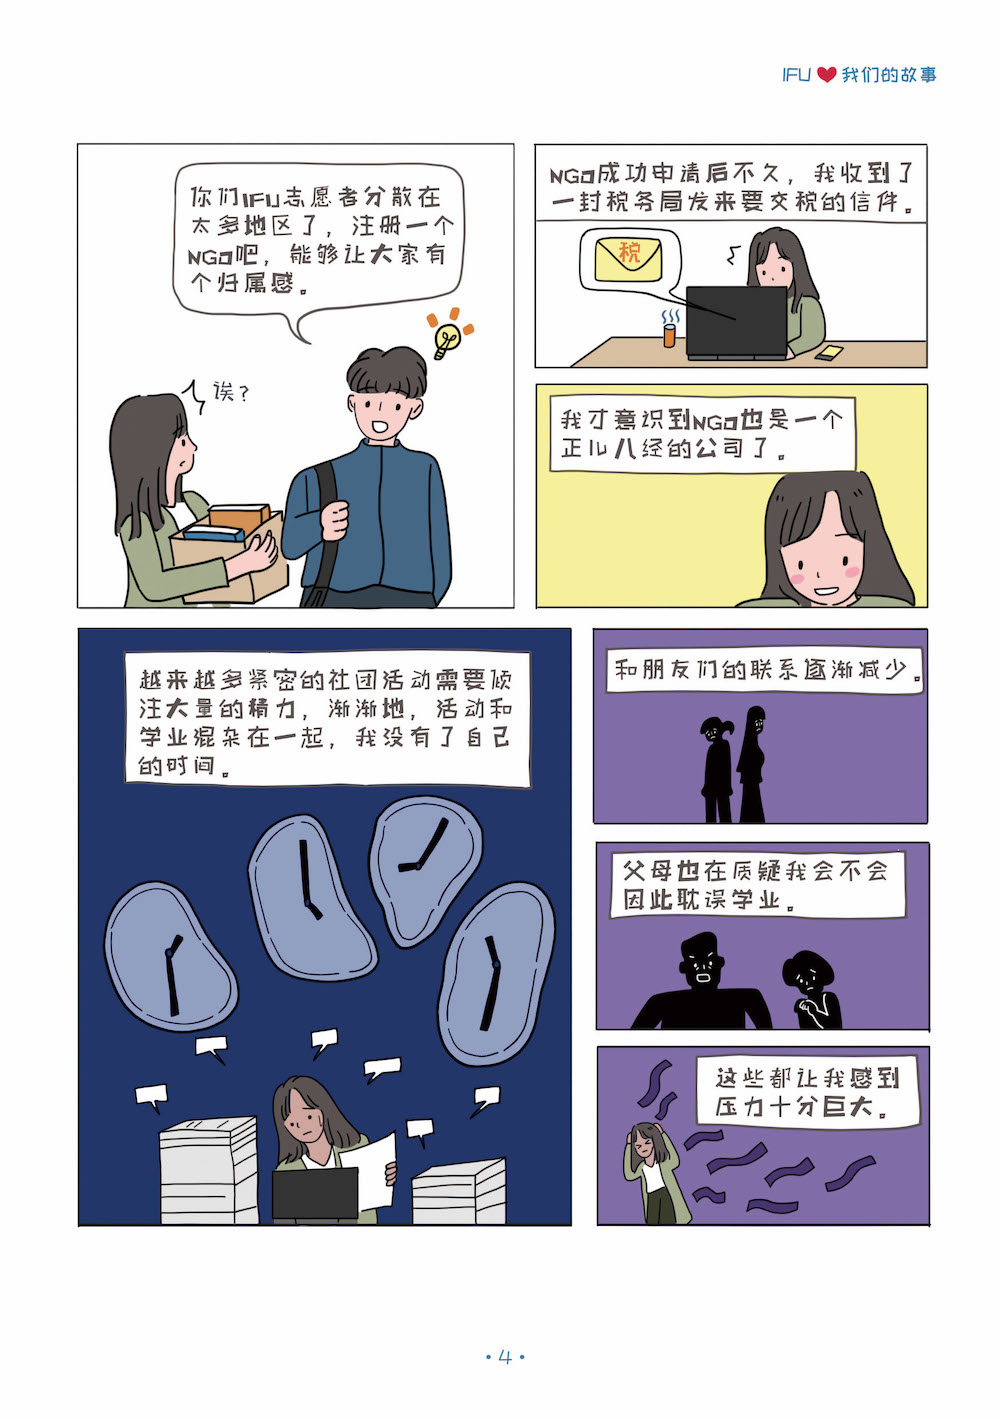 IFU❤我们的故事
你们IFU志愿者分散在
太多地区了，注册一个
NGO吧，能够让大家有
个归属感。
诶？
NGO成功申请后不久，我收到了
一封税务局发来要交税的信件。
税
我才意识到NGO也是一个
正儿八经的公司了。
越来越多紧密的社团活动需要倾
注大量的精力，渐渐地，活动和
学业混杂在一起，我没有了自己
的时间。
和朋友们的联系逐渐减少。
父母也在质疑我会不会
因此耽误学业。
这些都让我感到
压力十分巨大。
·4·